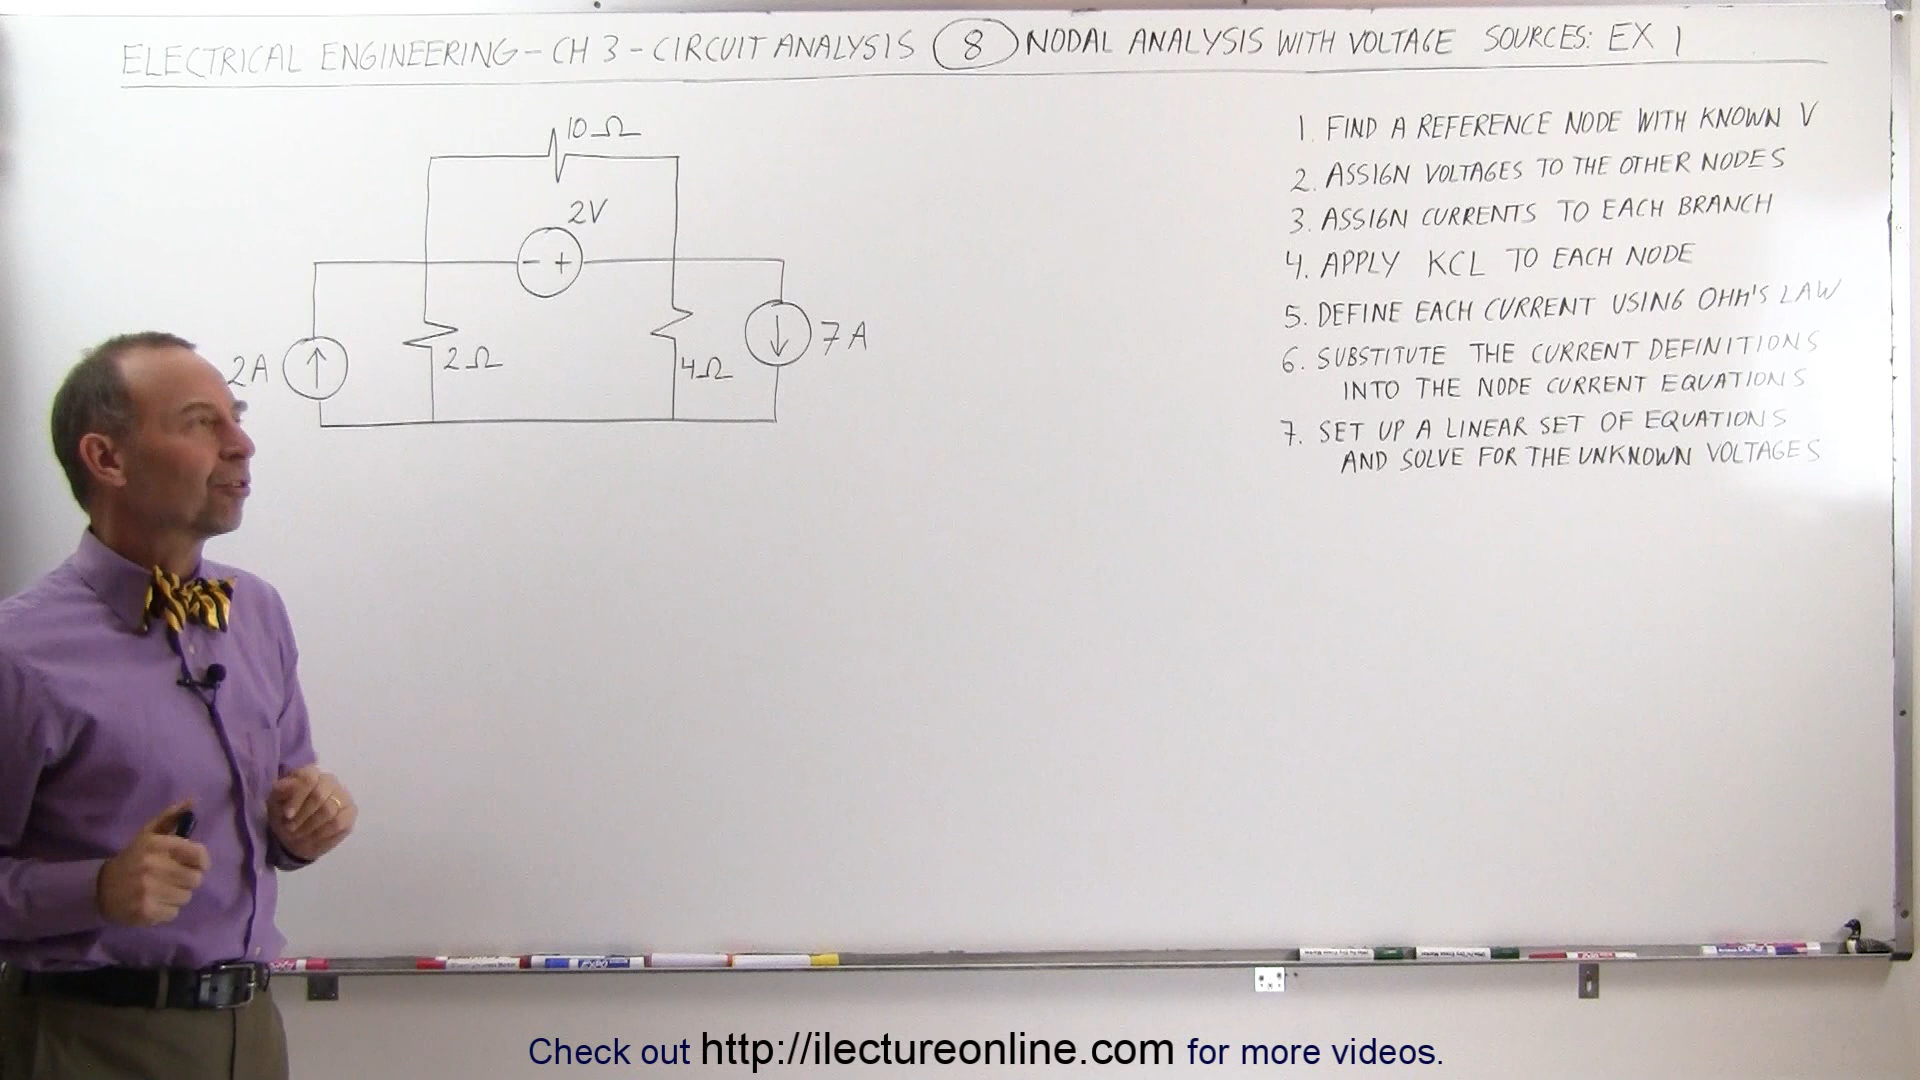 ELECTRICAL ENGINEERING - CH 3 - CIRCUIT ANALYSIS 8 NODAL ANALYSIS WITH VOLTAGE SOURCES: EX 1
10 Ω
2V
- +
2A
2Ω
4Ω
7A
1. FIND A REFERENCE NODE WITH KNOWN V
2. ASSIGN VOLTAGES TO THE OTHER NODES
3. ASSIGN CURRENTS TO EACH BRANCH
4. APPLY KCL TO EACH NODE
5. DEFINE EACH CURRENT USING OHM'S LAW
6. SUBSTITUTE THE CURRENT DEFINITIONS
INTO THE NODE CURRENT EQUATIONS
7. SET UP A LINEAR SET OF EQUATIONS
AND SOLVE FOR THE UNKNOWN VOLTAGES
Check out http://ilectureonline.com for more videos.